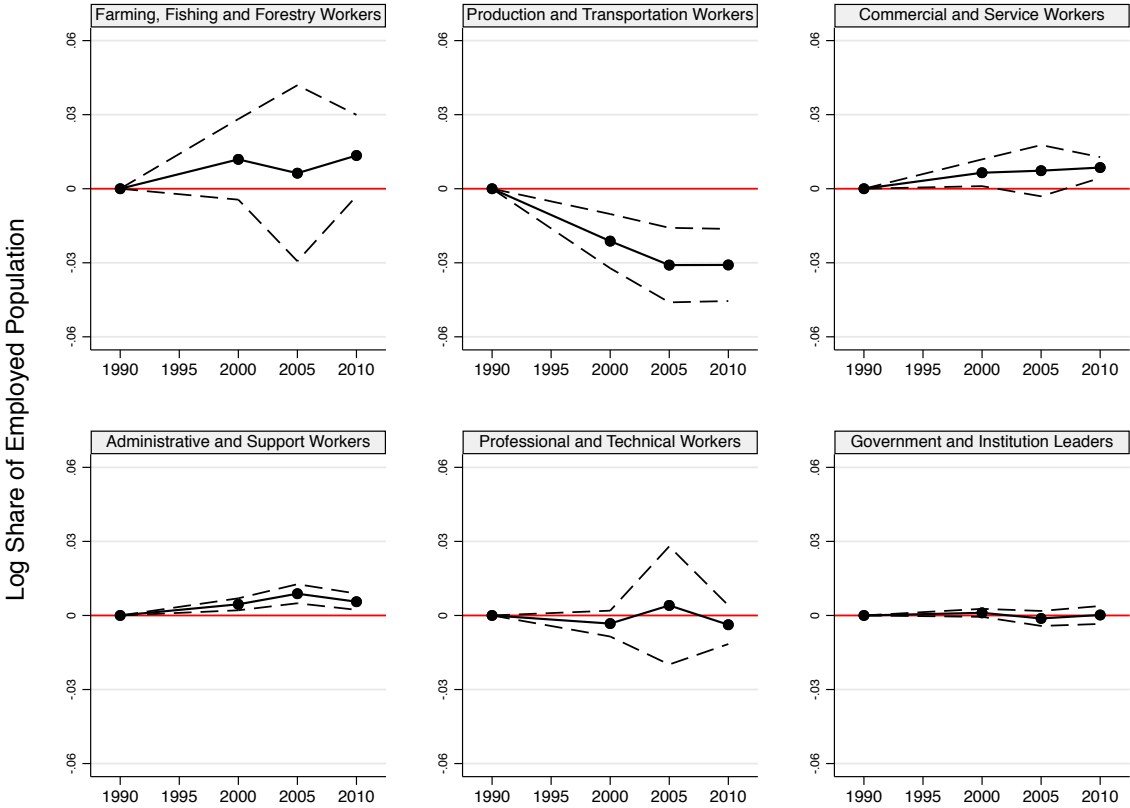 Log Share of Employed Population
Farming, Fishing and Forestry Workers
.06
.03
0
-.03
-.06
1990 1995 2000 2005 2010
Production and Transportation Workers
.06
.03
0
-.03
-.06
1990 1995 2000 2005 2010
Commercial and Service Workers
.06
.03
0
-.03
-.06
1990 1995 2000 2005 2010
Administrative and Support Workers
.06
.03
0
-.03
-.06
1990 1995 2000 2005 2010
Professional and Technical Workers
.06
.03
0
-.03
-.06
1990 1995 2000 2005 2010
Government and Institution Leaders
.06
.03
0
-.03
-.06
1990 1995 2000 2005 2010